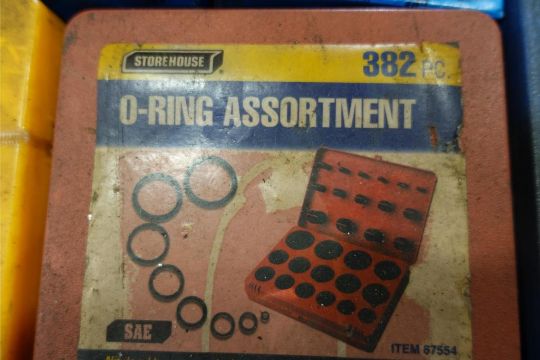 STOREHOUSE
382 PC.
O-RING ASSORTMENT
SAE
ITEM 67554